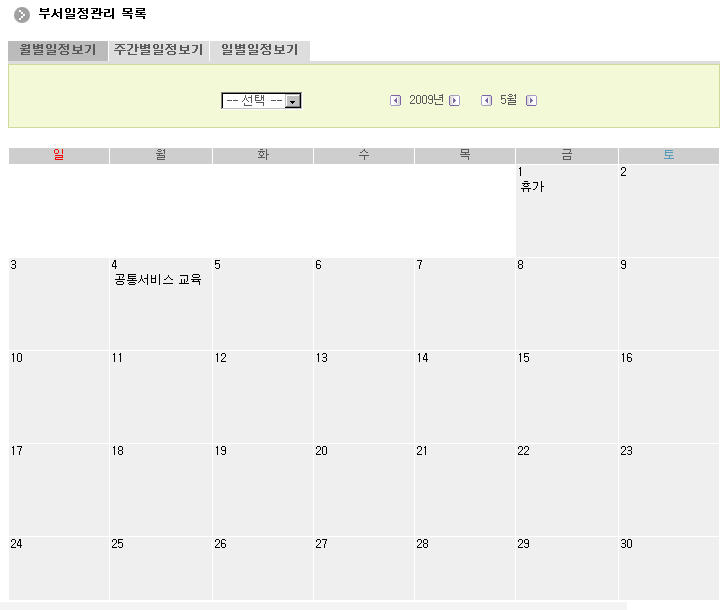 부서일정관리 목록
월별일정보기 주간별일정보기 일별일정보기
-- 선택 -- 2009년 5월
일 월 화 수 목 금 토
1 2
휴가
3 4 5 6 7 8 9
공통서비스 교육
10 11 12 13 14 15 16
17 18 19 20 21 22 23
24 25 26 27 28 29 30